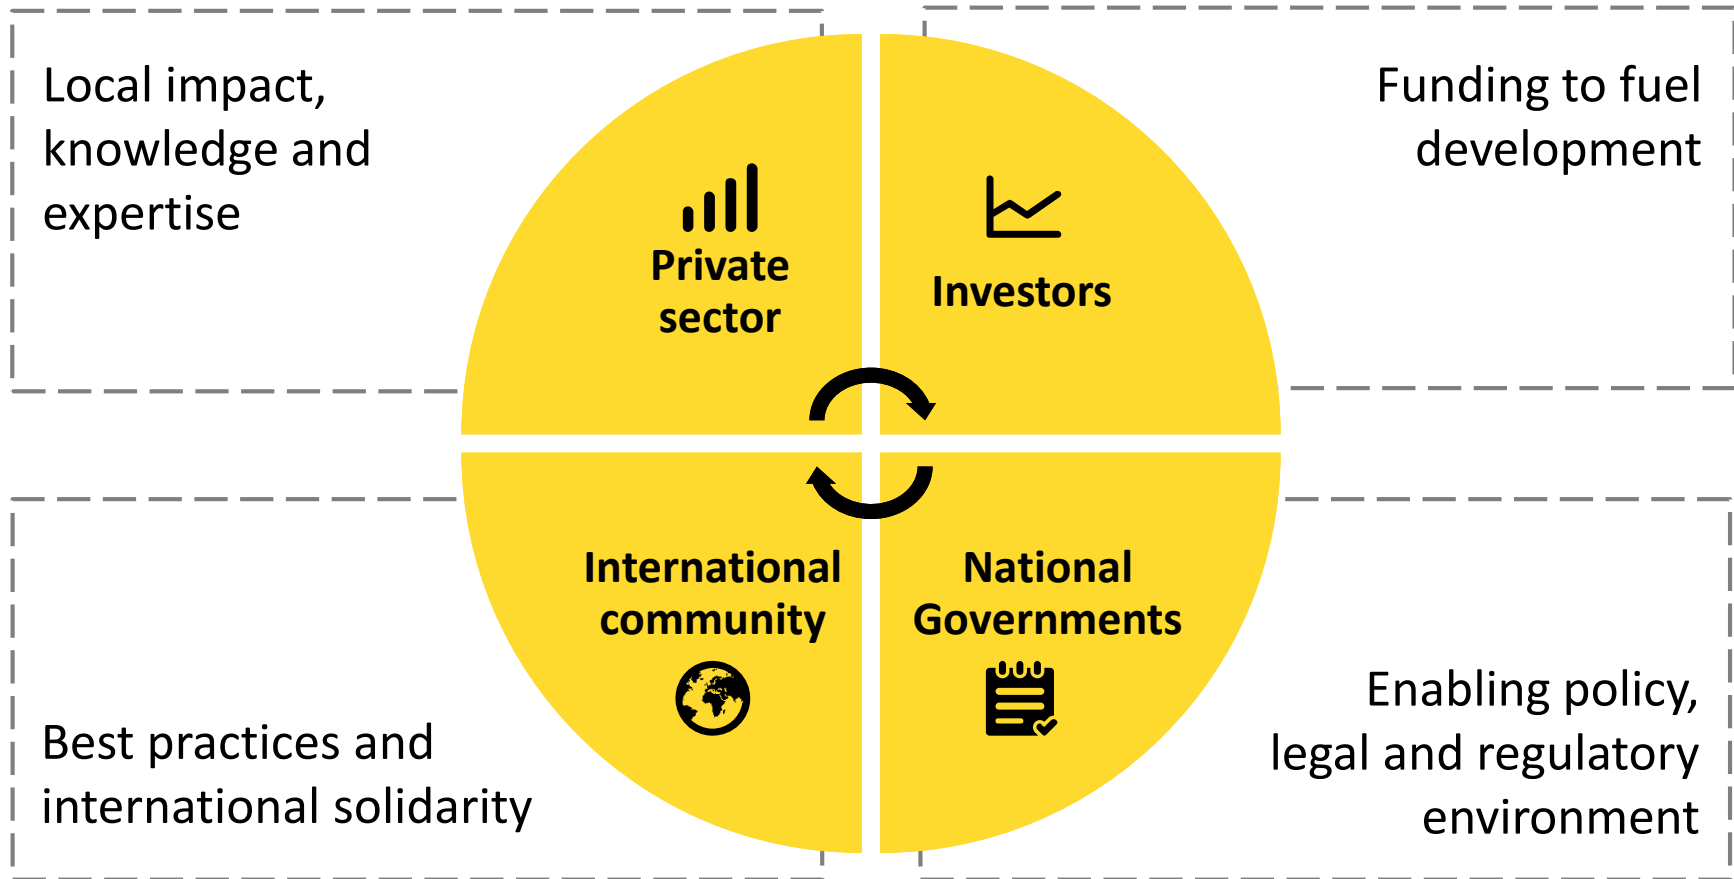 Local impact,
knowledge and
expertise
Private
sector
Investors
Funding to fuel
development
International
community
National
Governments
Best practices and
international solidarity
Enabling policy,
legal and regulatory
environment